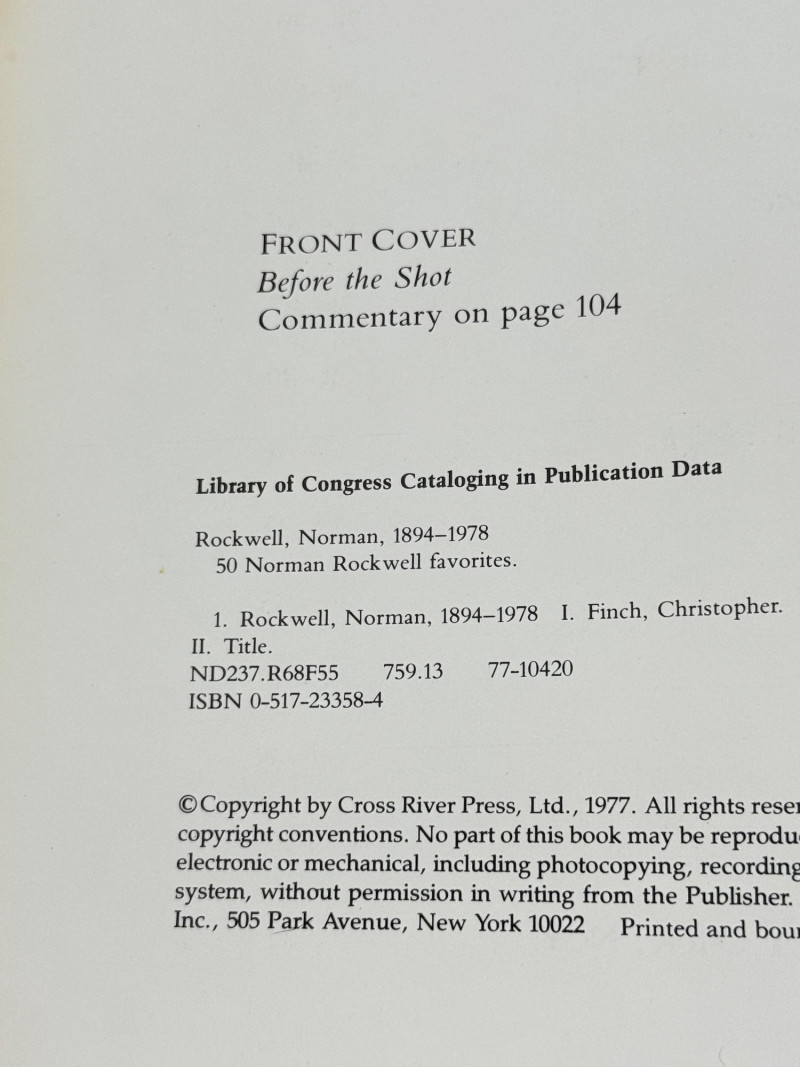 FRONT COVER
Before the Shot
Commentary on page 104
Library of Congress Cataloging in Publication Data
Rockwell, Norman, 1894–1978
50 Norman Rockwell favorites.
1. Rockwell, Norman, 1894–1978 I. Finch, Christopher.
II. Title.
ND237.R68F55 759.13 77-10420
ISBN 0-517-23358-4
©Copyright by Cross River Press, Ltd., 1977. All rights reser
copyright conventions. No part of this book may be reprodu
electronic or mechanical, including photocopying, recording
system, without permission in writing from the Publisher.
Inc., 505 Park Avenue, New York 10022 Printed and bour